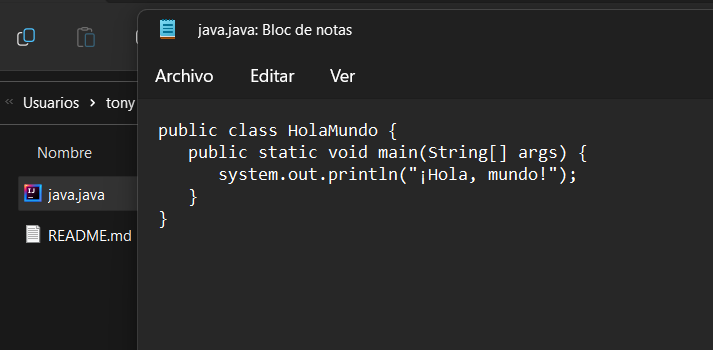 java.java: Bloc de notas
Archivo Editar Ver
« Usuarios > tony
Nombre
java.java
README.md
public class HolaMundo {
   public static void main(String[] args) {
      system.out.println("¡Hola, mundo!");
   }
}